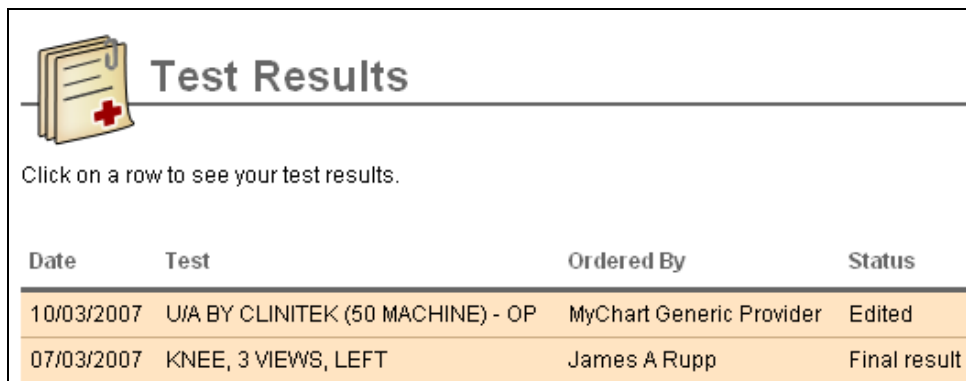 Test Results
Click on a row to see your test results.
Date Test Ordered By Status
10/03/2007 U/A BY CLINITEK (50 MACHINE) - OP MyChart Generic Provider Edited
07/03/2007 KNEE, 3 VIEWS, LEFT James A Rupp Final result